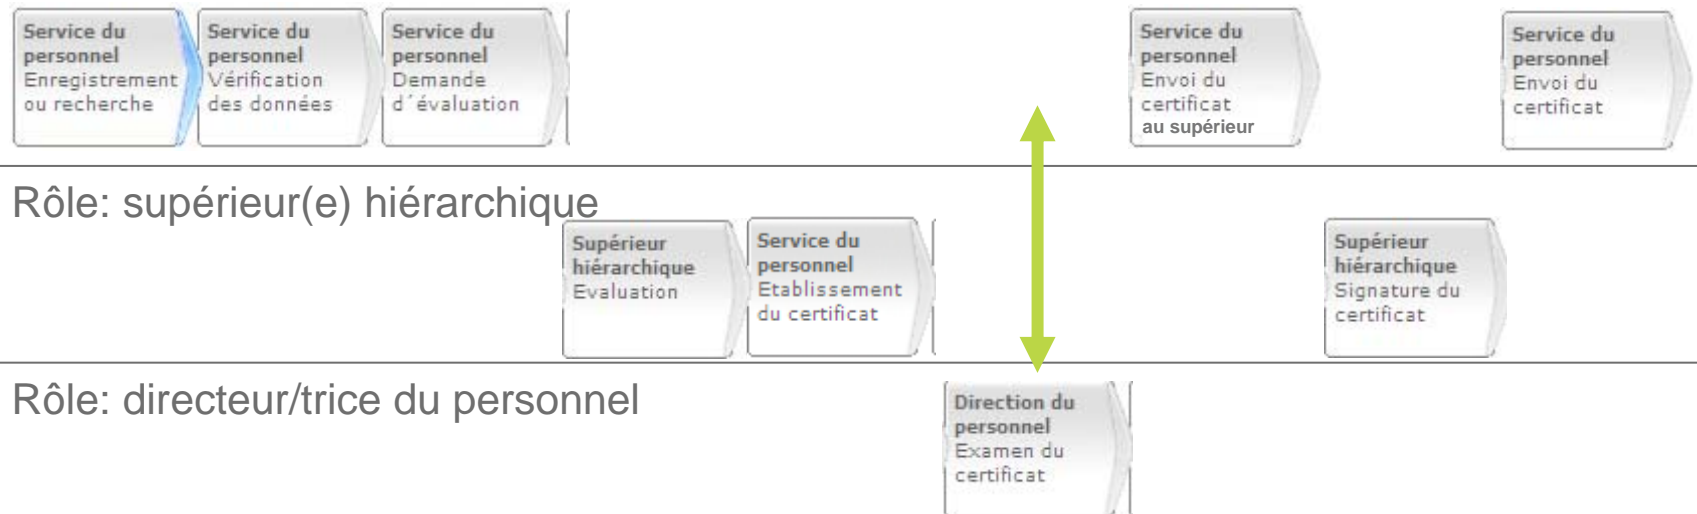 Service du
personnel
Enregistrement
ou recherche
Service du
personnel
Vérification
des données
Service du
personnel
Demande
d´évaluation
Service du
personnel
Envoi du
certificat
au supérieur
Service du
personnel
Envoi du
certificat
Rôle: supérieur(e) hiérarchique
Supérieur
hiérarchique
Evaluation
Service du
personnel
Etablissement
du certificat
Supérieur
hiérarchique
Signature du
certificat
Rôle: directeur/trice du personnel
Direction du
personnel
Examen du
certificat